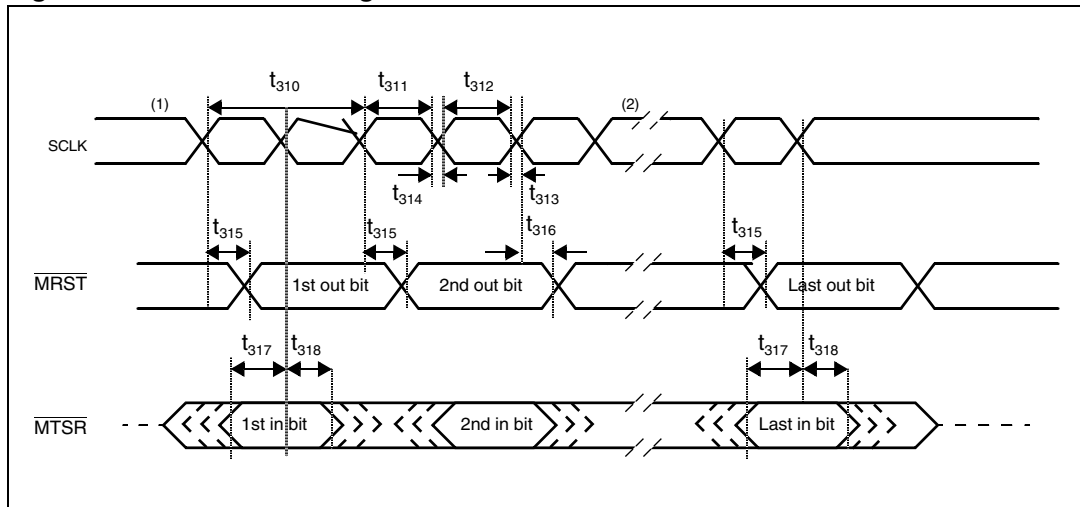 t310 t311 t312
(1) (2)
SCLK
t314 t313
t315 t315 t316 t315
MRST 1st out bit 2nd out bit Last out bit
t317 t318 t317 t318
MTSR 1st in bit 2nd in bit Last in bit